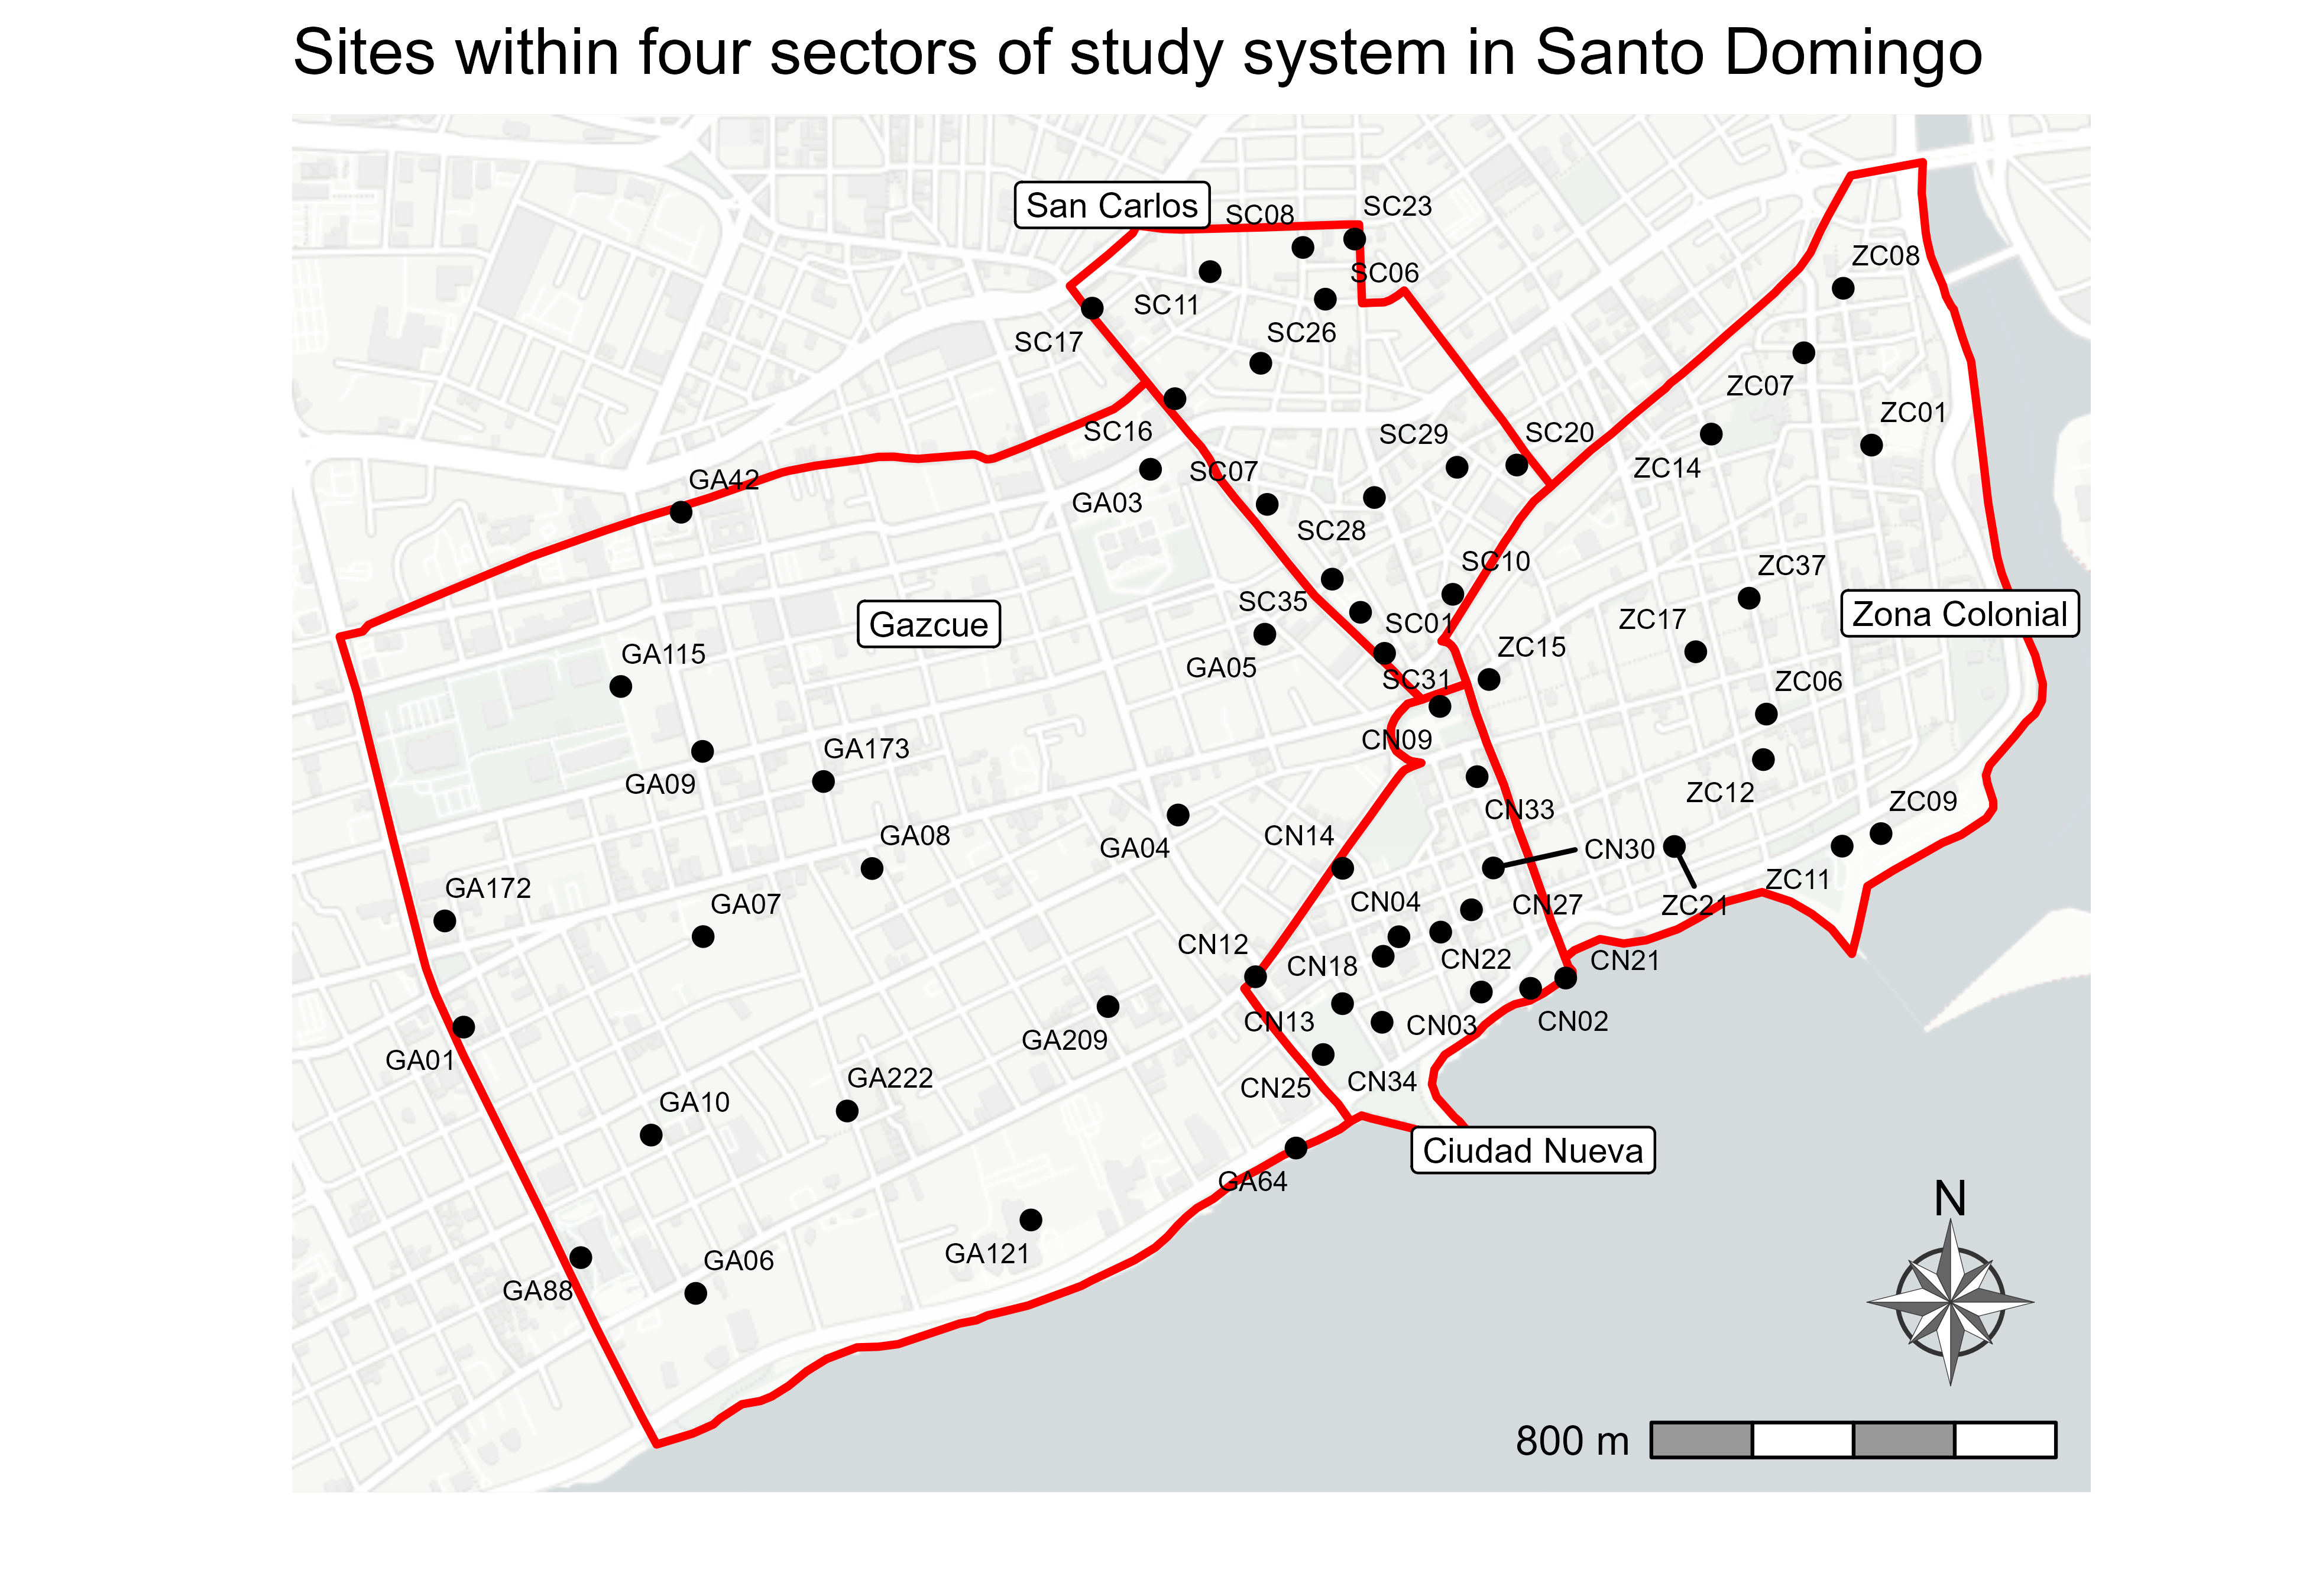 Sites within four sectors of study system in Santo Domingo
San Carlos
SC08
SC23
ZC08
SC06
SC11
SC26
SC17
ZC07
ZC01
SC16
SC29
SC20
ZC14
GA42
SC07
GA03
SC28
SC10
ZC37
SC35
Gazcue
SC01
ZC17
Zona Colonial
GA115
GA05
ZC15
SC31
ZC06
GA173
CN09
GA09
ZC12
ZC09
CN33
GA08
CN14
GA04
CN30
ZC11
GA172
GA07
CN04
CN27
ZC21
CN12
CN18
CN22
CN21
CN13
CN03
CN02
GA209
GA01
GA222
CN25
CN34
GA10
Ciudad Nueva
GA64
GA121
GA06
GA88
N
800 m